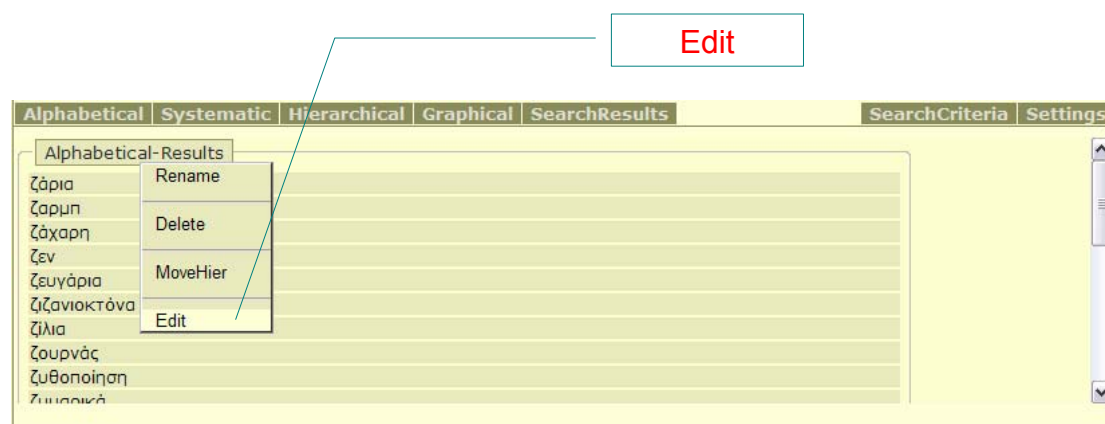 Edit
Alphabetical Systematic Hierarchical Graphical SearchResults SearchCriteria Settings
Alphabetical-Results
ζάρια
Rename
ζαρμπ
ζάχαρη
Delete
ζεν
ζευγάρια
MoveHier
ζιζανιοκτόνα
ζίλια
Edit
ζουρνάς
ζυθοποίηση
ζυμαρικά